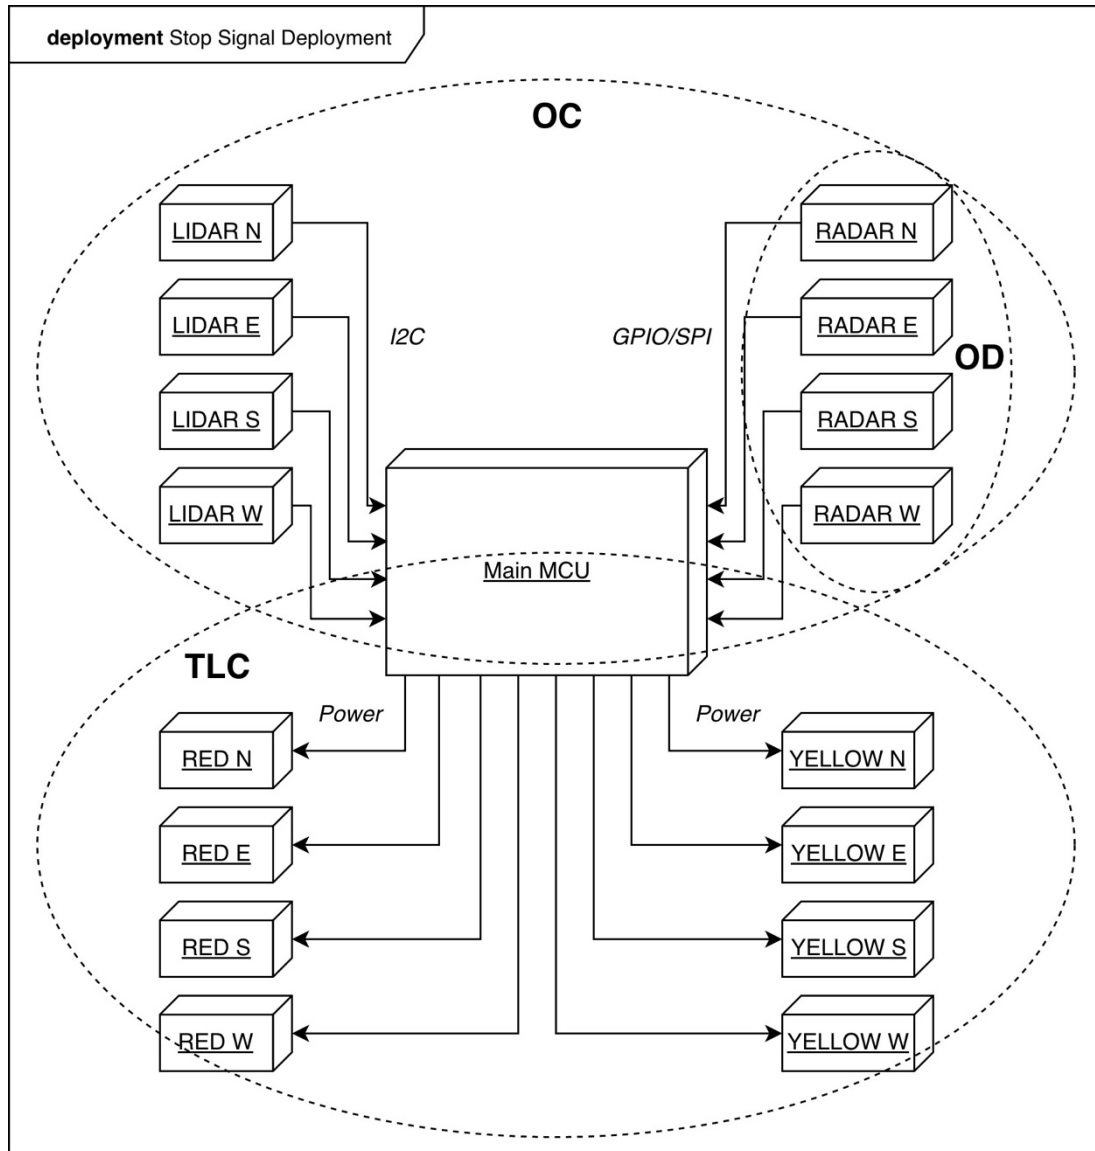 deployment Stop Signal Deployment
OC
LIDAR N
RADAR N
LIDAR E
RADAR E
I2C
GPIO/SPI
OD
LIDAR S
RADAR S
LIDAR W
RADAR W
Main MCU
TLC
Power
Power
RED N
YELLOW N
RED E
YELLOW E
RED S
YELLOW S
RED W
YELLOW W